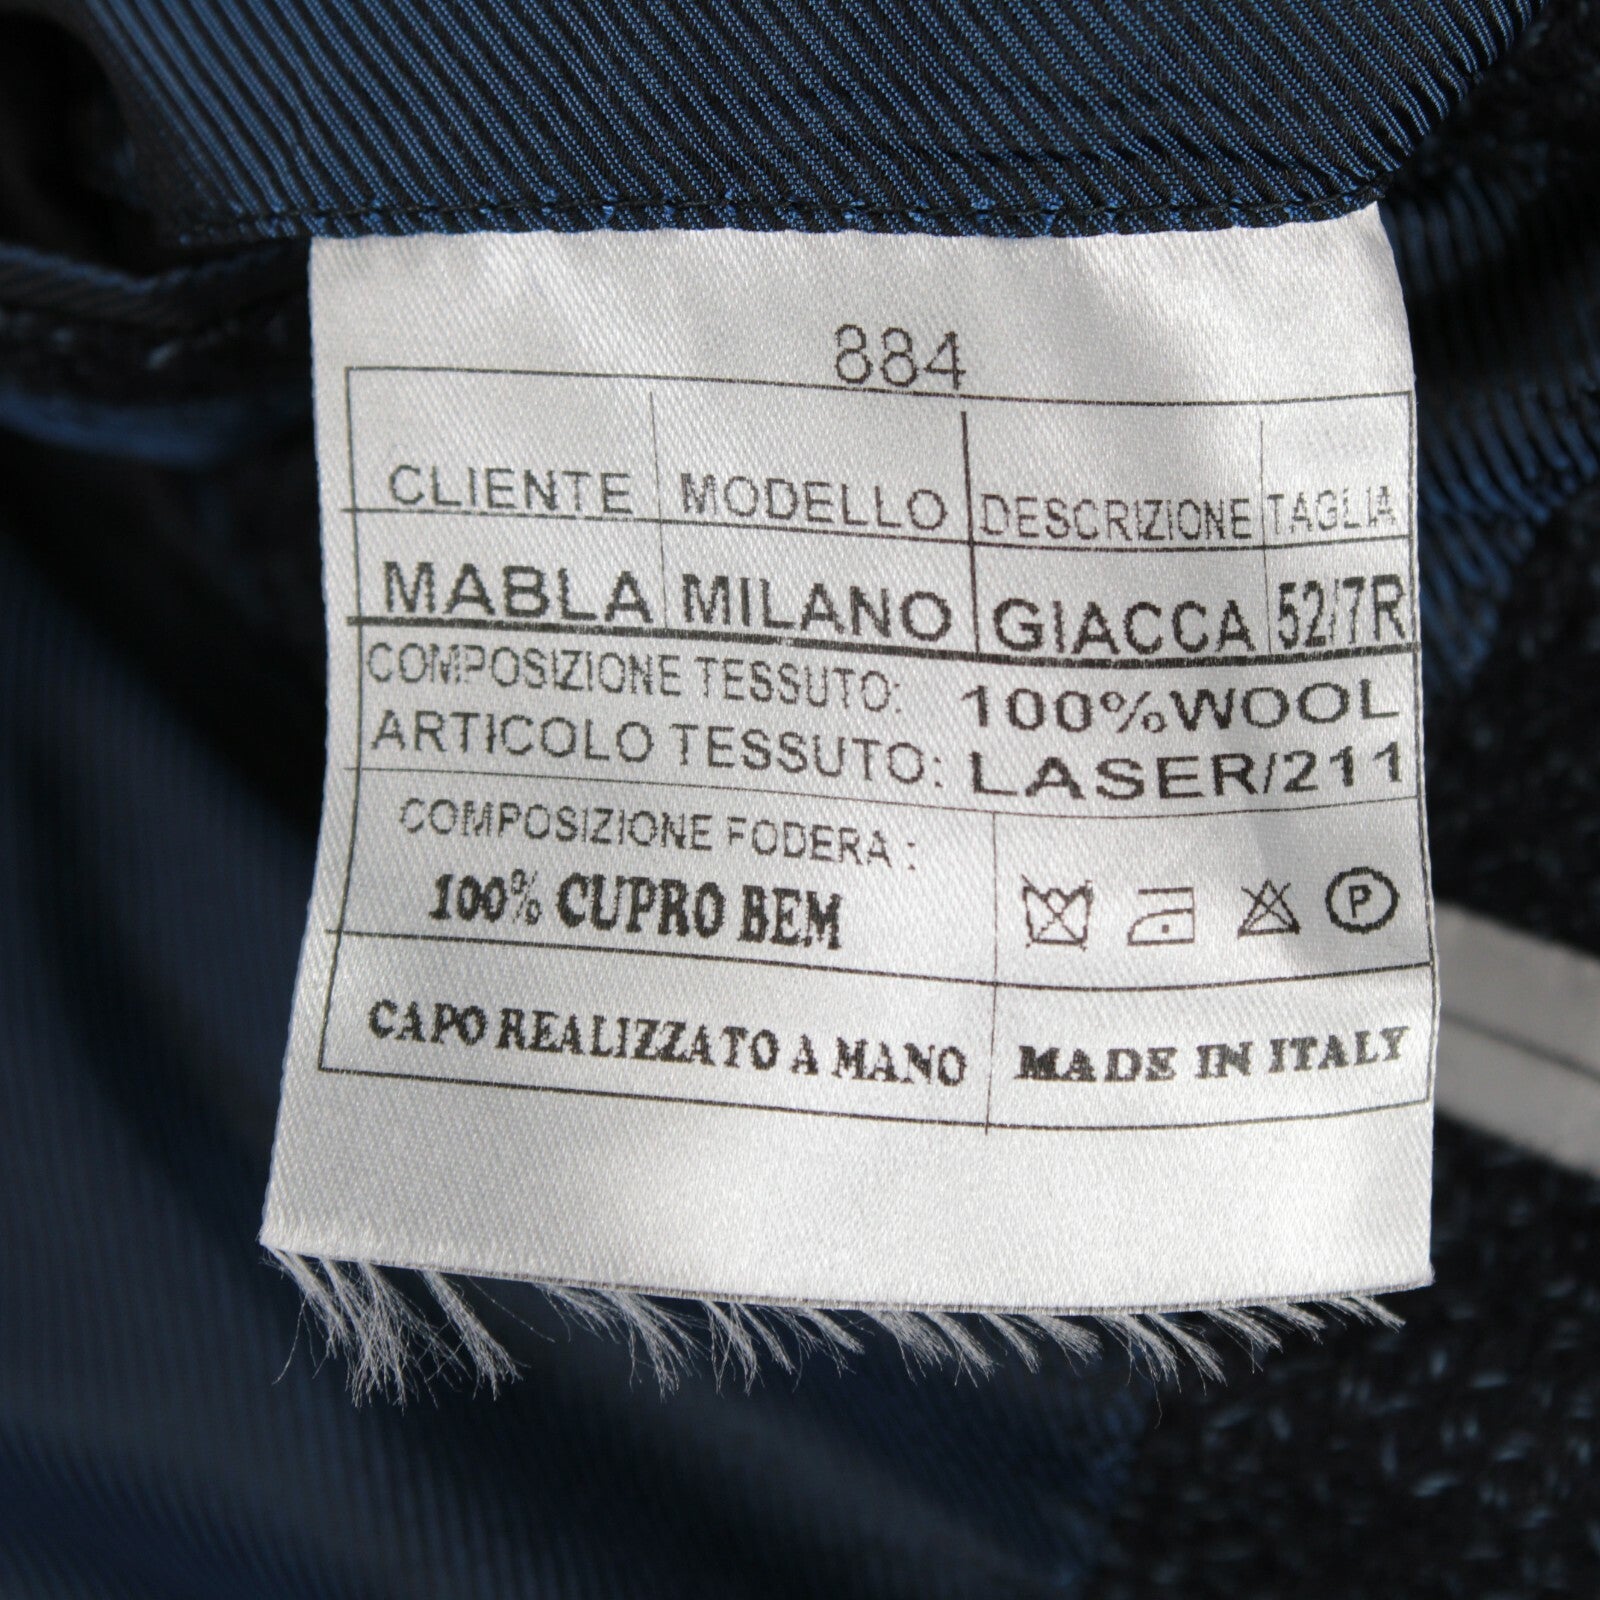 884
CLIENTE MODELLO DESCRIZIONE TAGLIA
MABLA MILANO GIACCA 52/7R
COMPOSIZIONE TESSUTO: 100%WOOL
ARTICOLO TESSUTO: LASER/211
COMPOSIZIONE FODERA :
100% CUPRO BEM
P
CAPO REALIZZATO A MANO MADE IN ITALY